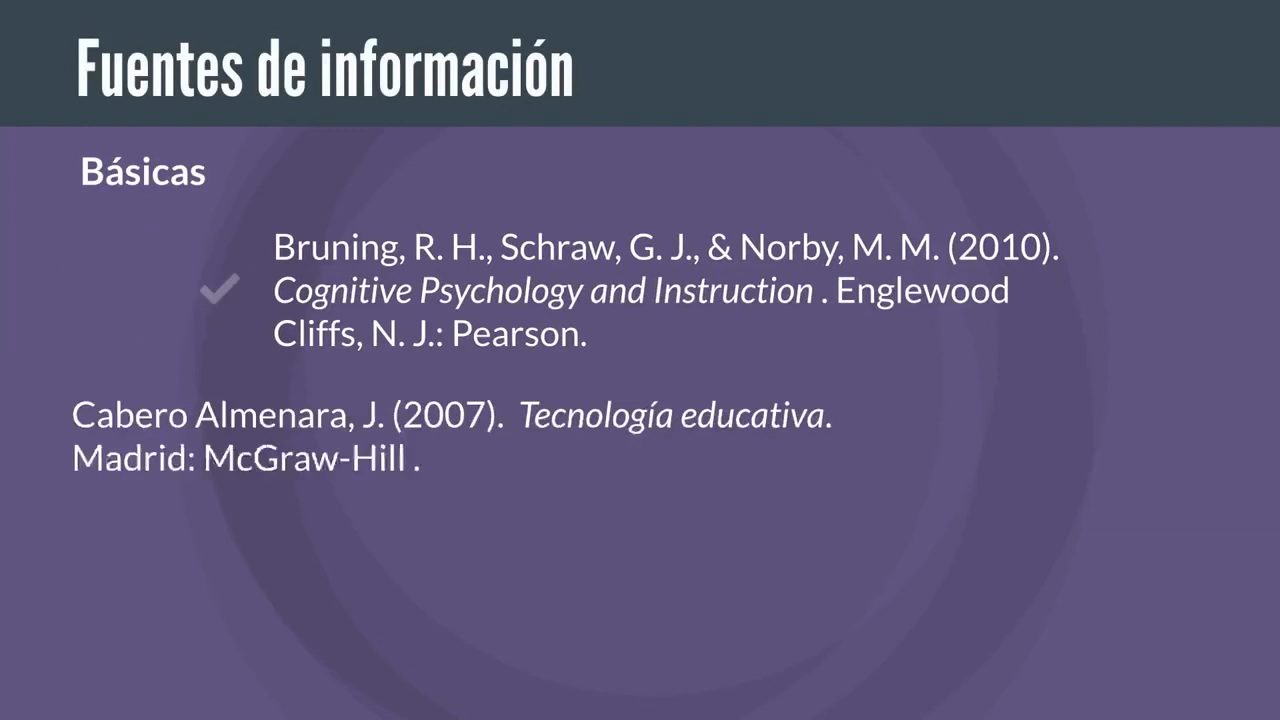 Fuentes de información
Básicas
Bruning, R. H., Schraw, G. J., & Norby, M. M. (2010).
Cognitive Psychology and Instruction . Englewood
Cliffs, N. J.: Pearson.
Cabero Almenara, J. (2007). Tecnología educativa.
Madrid: McGraw-Hill .